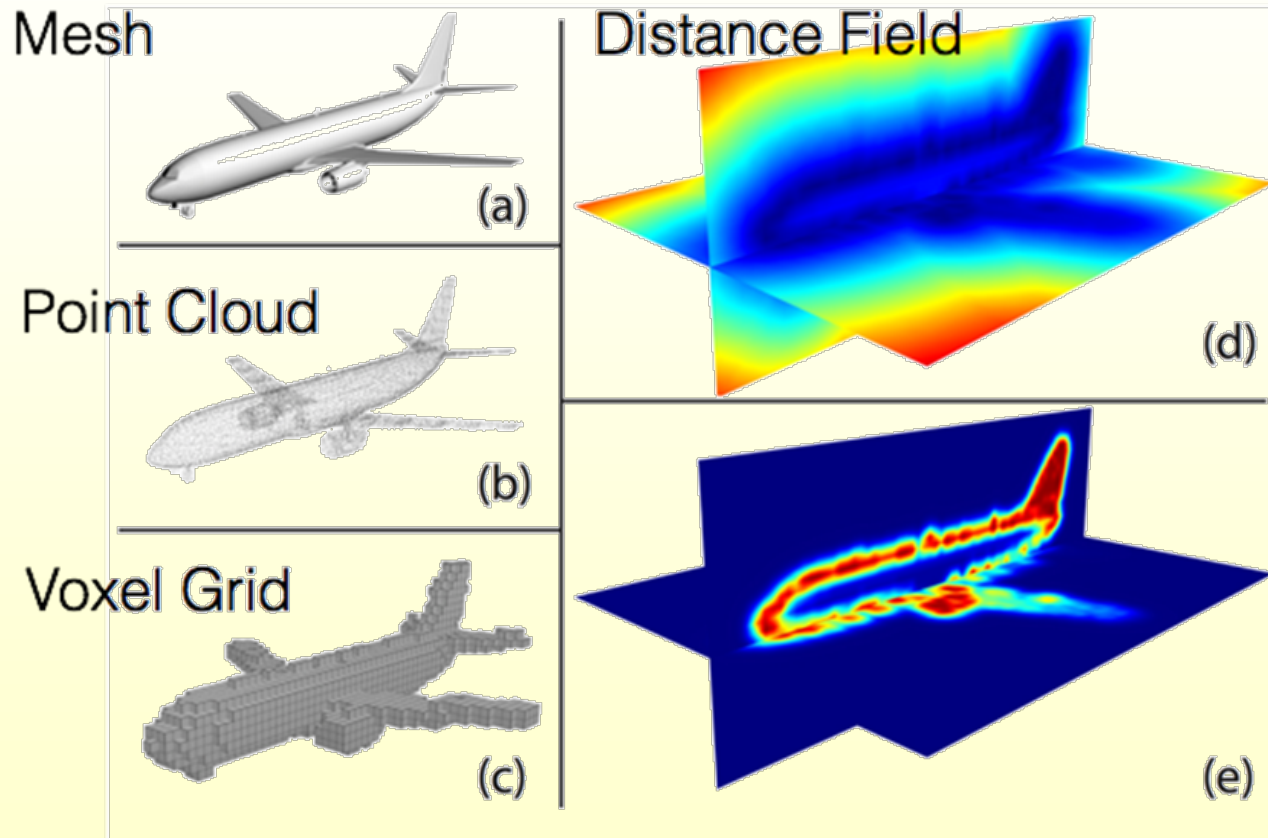 Mesh
(a)
Point Cloud
(b)
Voxel Grid
(c)
Distance Field
(d)
(e)